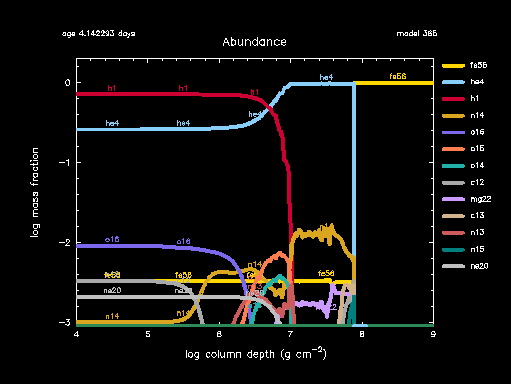 age 4.142293 days
model 365
Abundance
fe56
he4
h1
n14
o16
o15
o14
c12
mg22
c13
n13
n15
ne20
log mass fraction
0
−1
−2
−3
4
5
6
7
8
9
log column depth (g cm−2)
h1
h1
h1
he4
he4
he4
he4
fe56
o16
o16
fe56
fe56
ne20
n14
n14
n14